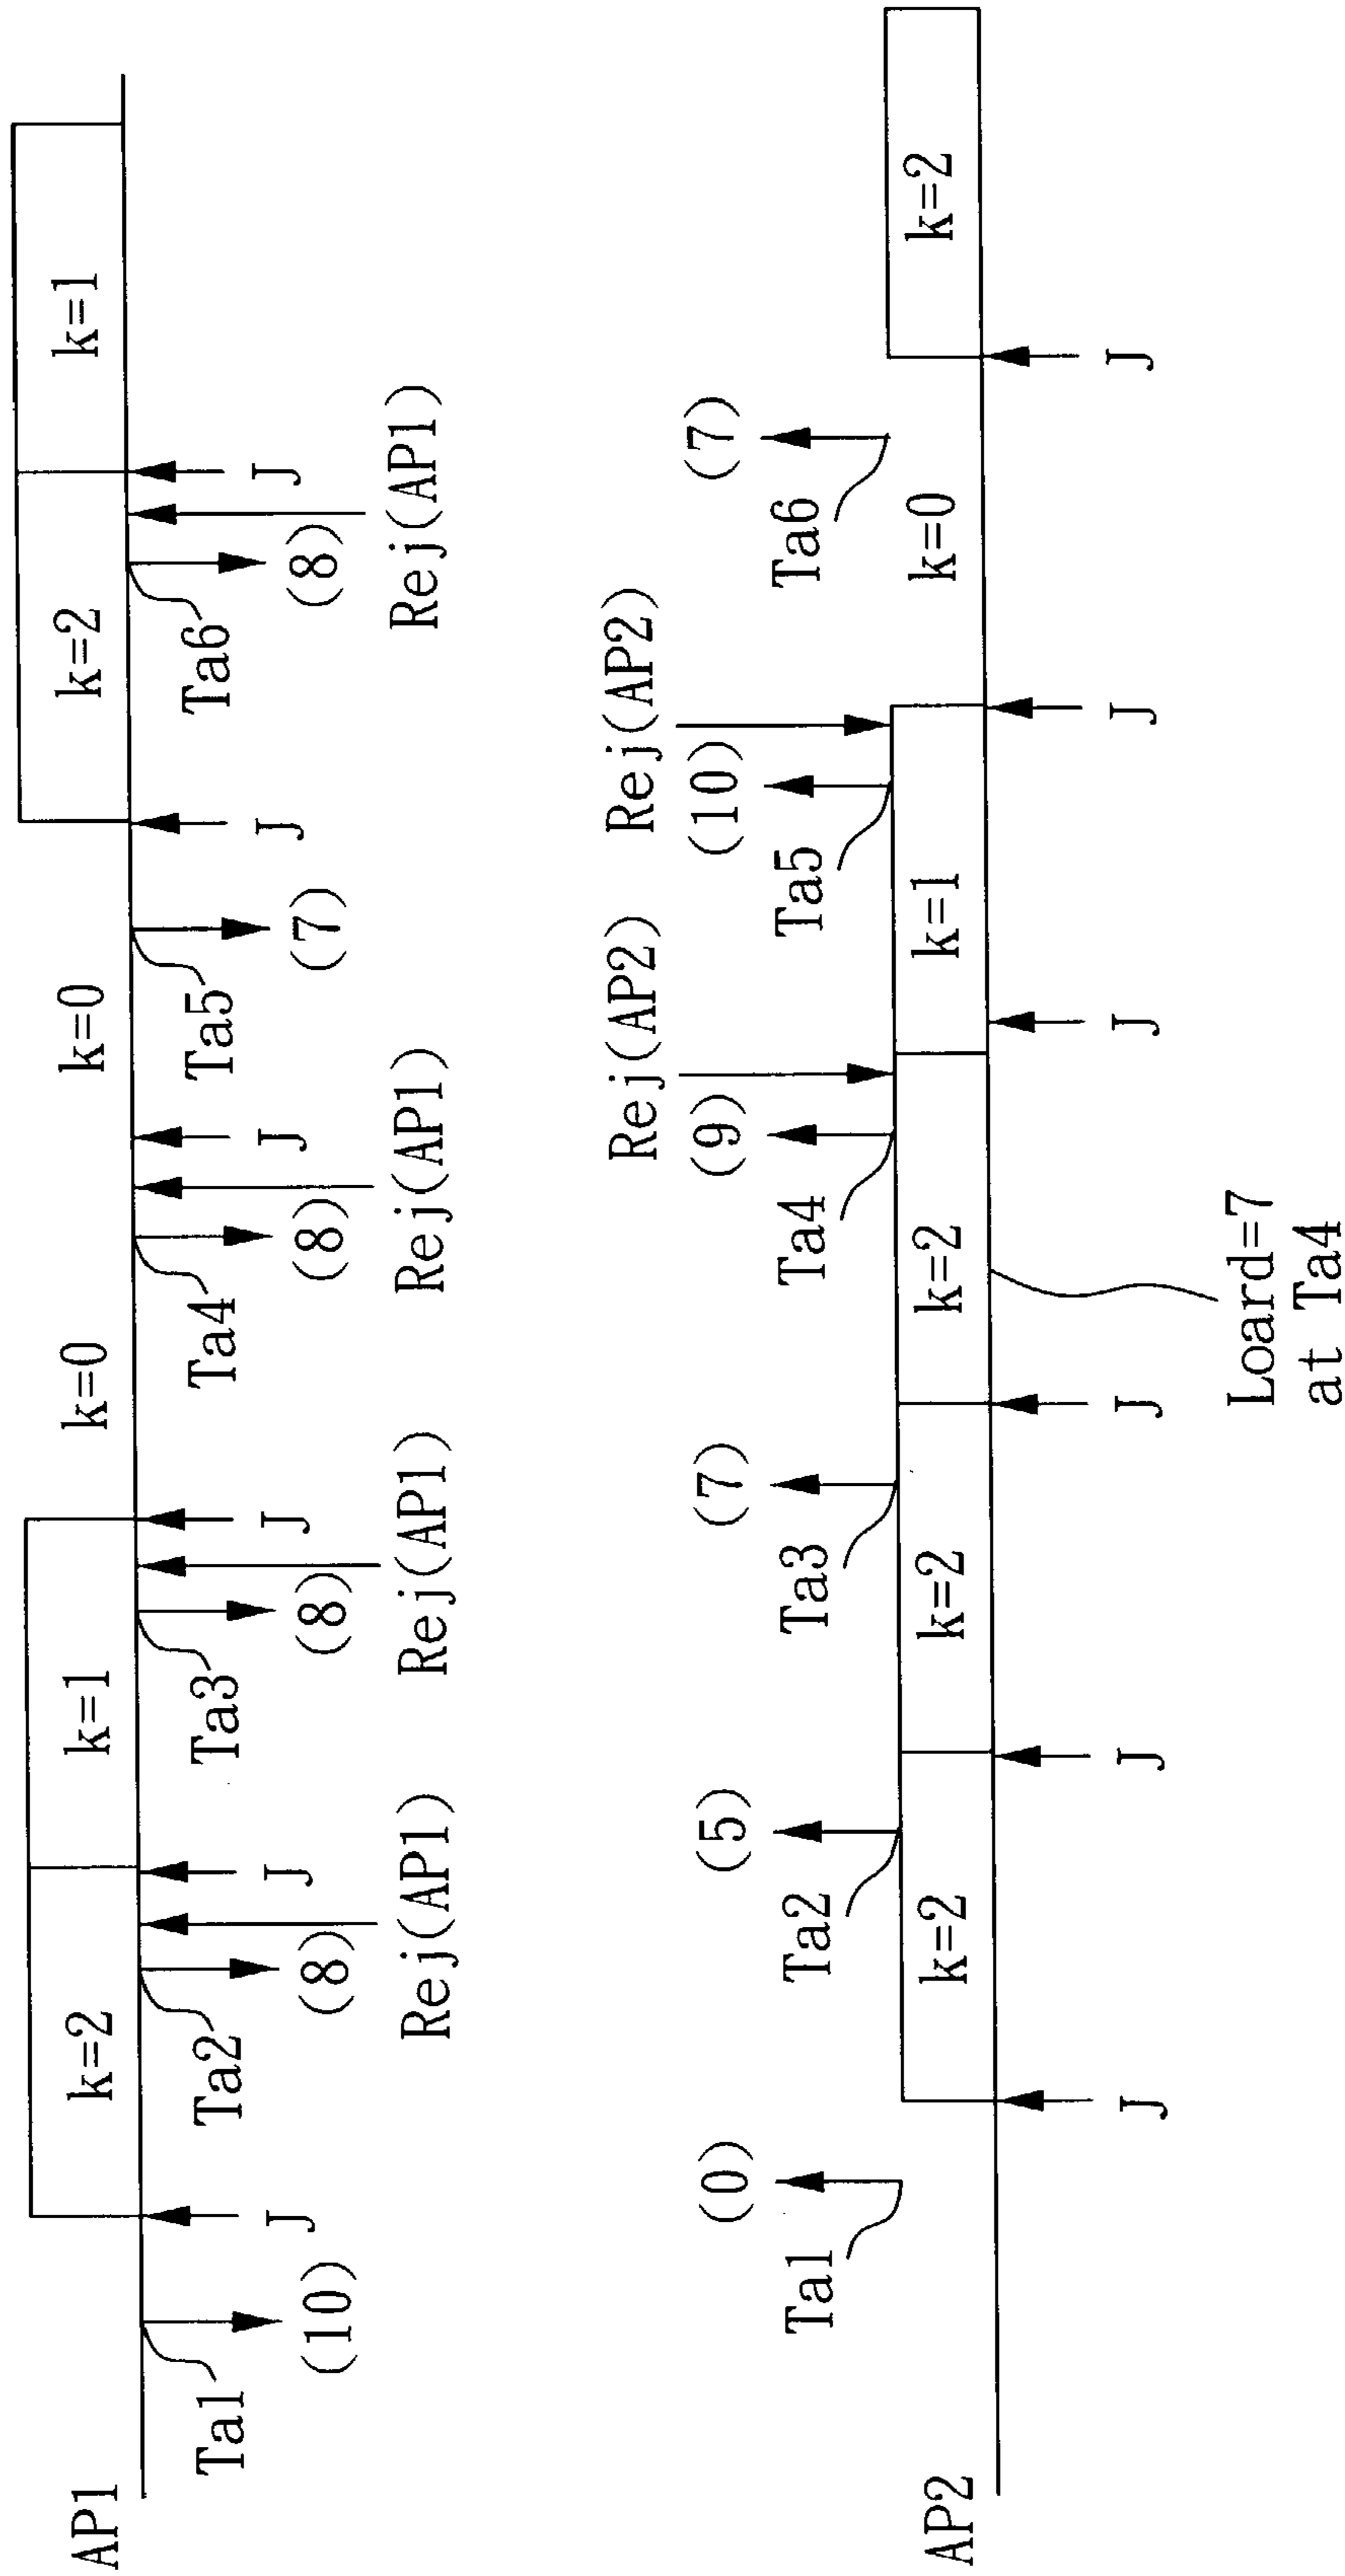 AP1
k=2
k=1
k=0
k=0
k=2
k=1
Ta1
J
Ta2
J
Ta3
J
Ta4
J
Ta5
J
Ta6
J
(10)
(8)
(8)
(8)
(7)
(8)
Rej(AP1)
Rej(AP1)
Rej(AP1)
Rej(AP1)
Rej(AP2)
Rej(AP2)
(0)
(5)
(7)
(9)
(10)
(7)
Ta1
Ta2
Ta3
Ta4
Ta5
Ta6
AP2
k=2
k=2
k=2
k=1
k=0
k=2
J
J
J
J
J
J
Loard=7
at Ta4